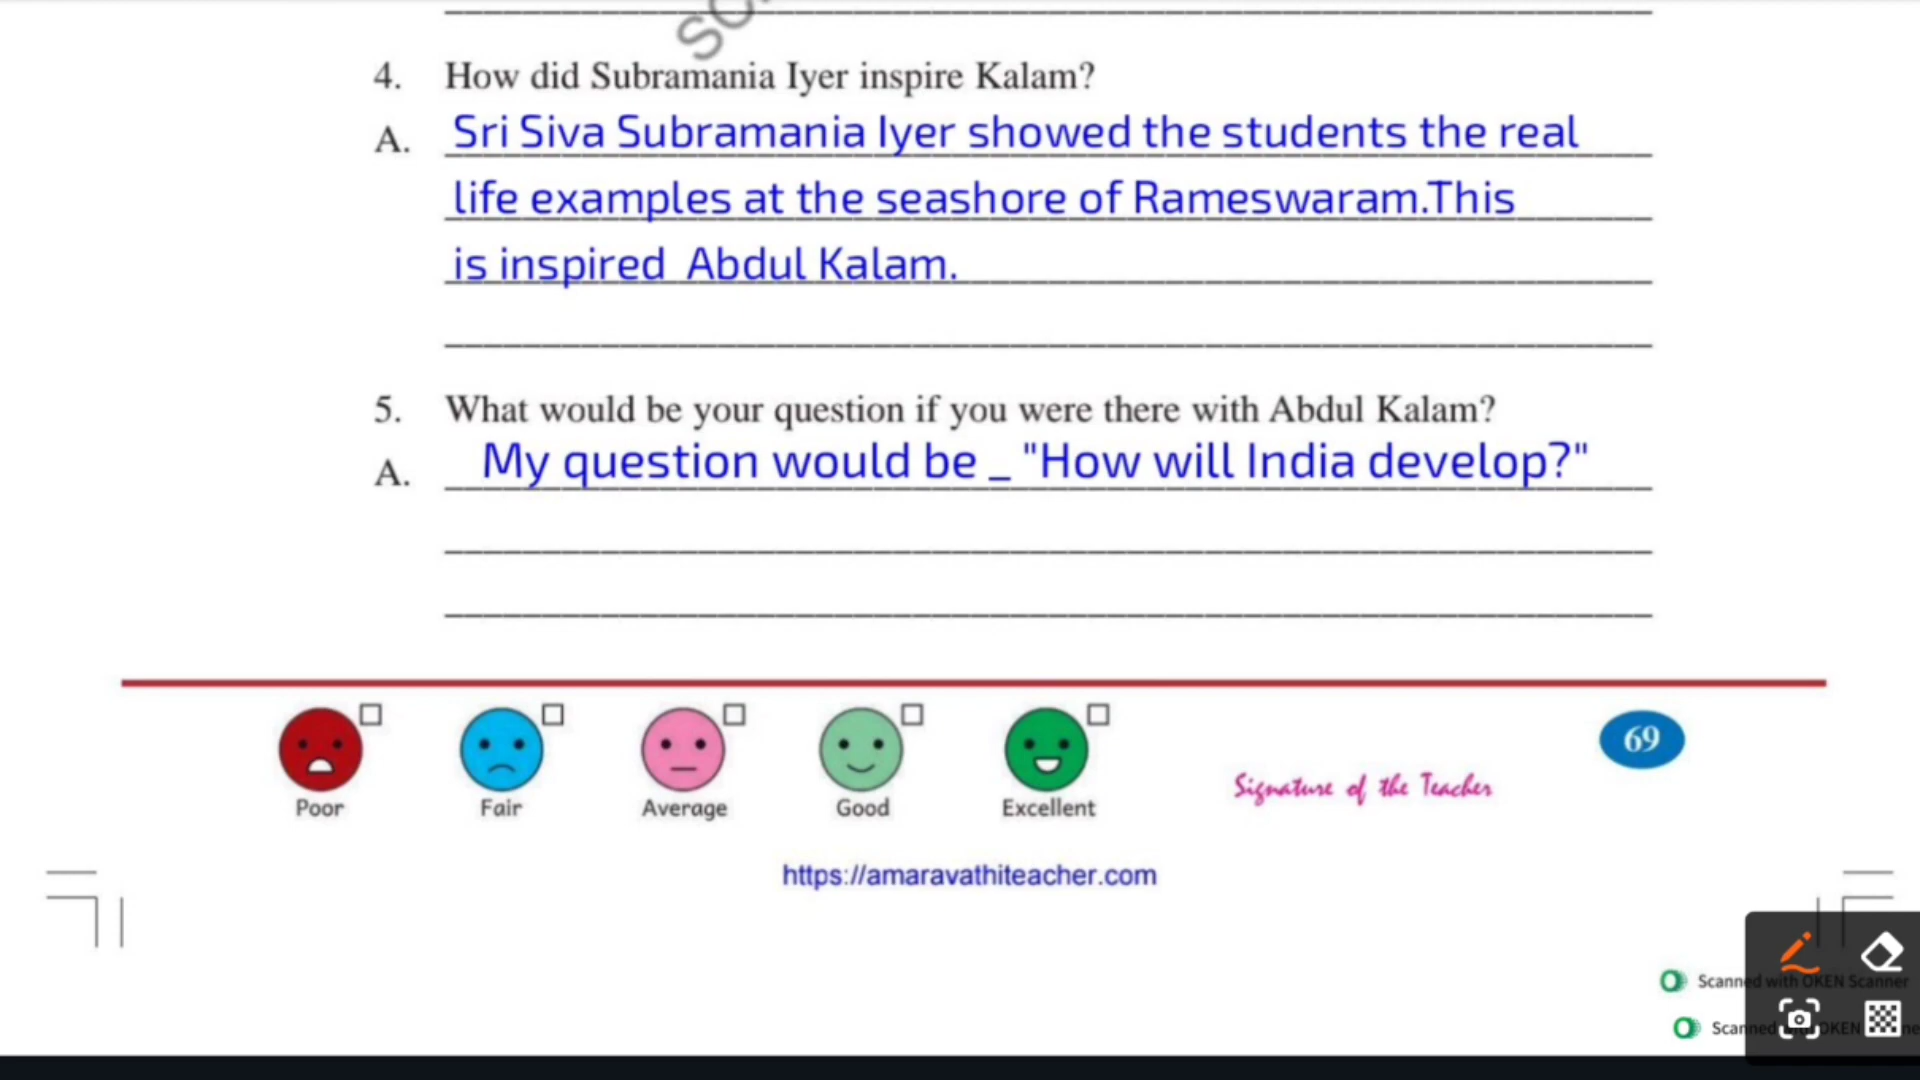 4. How did Subramania Iyer inspire Kalam?
A. Sri Siva Subramania Iyer showed the students the real
life examples at the seashore of Rameswaram.This
is inspired Abdul Kalam.
5. What would be your question if you were there with Abdul Kalam?
A. My question would be _ "How will India develop?"
Poor
Fair
Average
Good
Excellent
Signature of the Teacher
69
https://amaravathiteacher.com
Scanned with OKEN Scanner
Scanned with OKEN